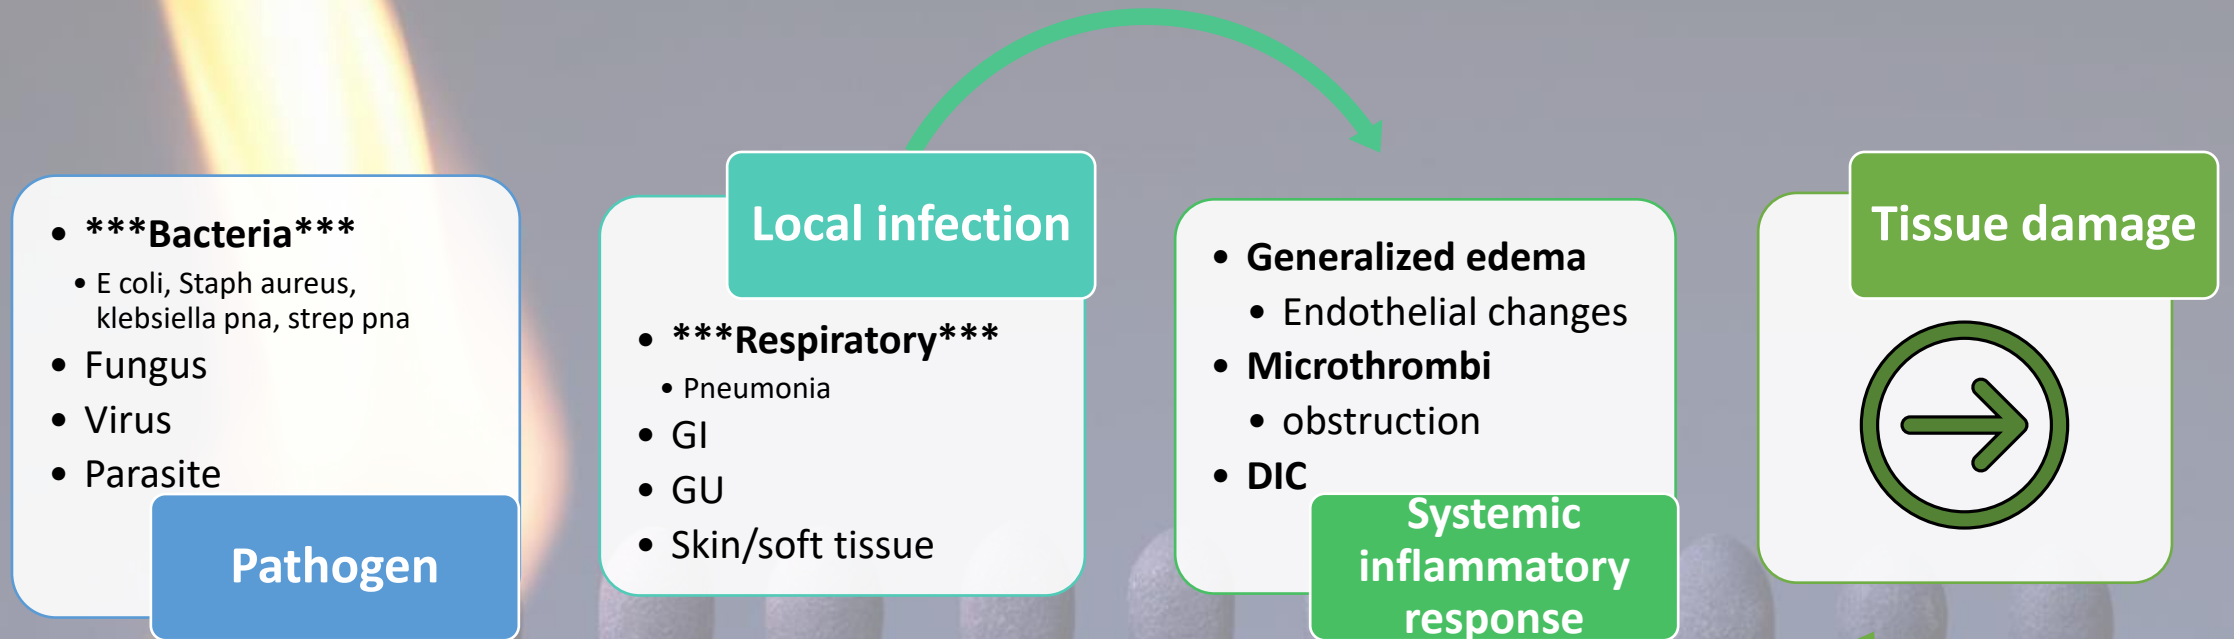 • ***Bacteria***
• E coli, Staph aureus,
klebsiella pna, strep pna
• Fungus
• Virus
• Parasite
Pathogen
Local infection
• ***Respiratory***
• Pneumonia
• GI
• GU
• Skin/soft tissue
• Generalized edema
• Endothelial changes
• Microthrombi
• obstruction
• DIC
Systemic
inflammatory
response
Tissue damage